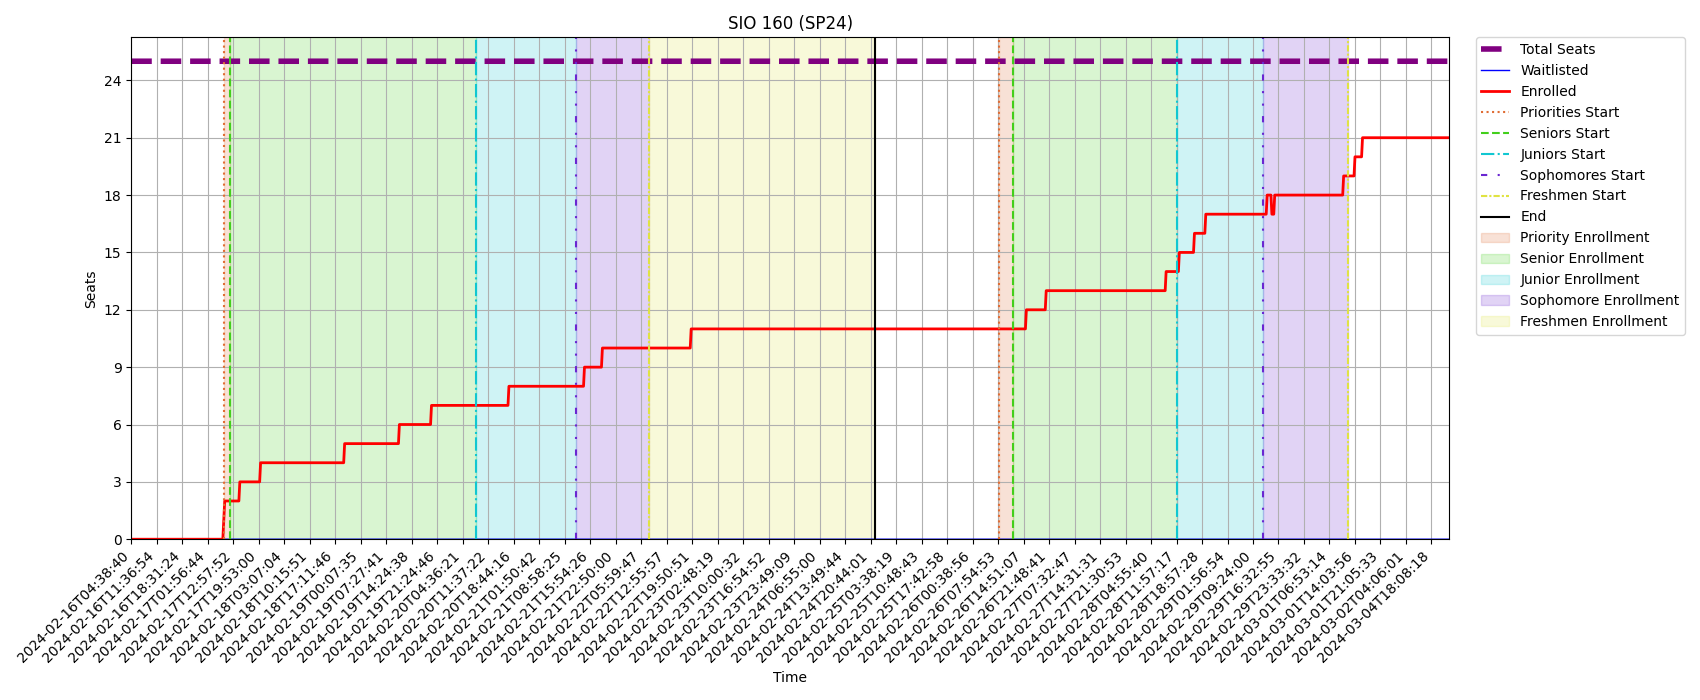 SIO 160 (SP24)
Seats
24
21
18
15
12
9
6
3
0
2024-02-16T04:38:40
2024-02-16T11:36:54
2024-02-16T18:31:24
2024-02-17T01:56:44
2024-02-17T12:57:52
2024-02-17T19:53:00
2024-02-18T03:07:04
2024-02-18T10:15:51
2024-02-18T17:11:46
2024-02-19T00:07:35
2024-02-19T07:27:41
2024-02-19T14:24:38
2024-02-19T21:24:46
2024-02-20T04:36:21
2024-02-20T11:37:22
2024-02-20T18:44:16
2024-02-21T01:50:42
2024-02-21T08:58:25
2024-02-21T15:54:26
2024-02-21T22:50:00
2024-02-22T05:59:47
2024-02-22T12:55:57
2024-02-22T19:50:51
2024-02-23T02:48:19
2024-02-23T10:00:32
2024-02-23T16:54:52
2024-02-23T23:49:09
2024-02-24T06:55:00
2024-02-24T13:49:44
2024-02-24T20:44:01
2024-02-25T03:38:19
2024-02-25T10:48:43
2024-02-25T17:42:58
2024-02-26T00:38:56
2024-02-26T07:54:53
2024-02-26T14:51:07
2024-02-26T21:48:41
2024-02-27T07:32:47
2024-02-27T14:31:31
2024-02-27T21:30:53
2024-02-28T04:55:40
2024-02-28T11:57:17
2024-02-28T18:57:28
2024-02-29T01:56:54
2024-02-29T09:24:00
2024-02-29T16:32:55
2024-02-29T23:33:32
2024-03-01T06:53:14
2024-03-01T14:03:56
2024-03-01T21:05:33
2024-03-02T04:06:01
2024-03-04T18:08:18
Time
Total Seats
Waitlisted
Enrolled
Priorities Start
Seniors Start
Juniors Start
Sophomores Start
Freshmen Start
End
Priority Enrollment
Senior Enrollment
Junior Enrollment
Sophomore Enrollment
Freshmen Enrollment